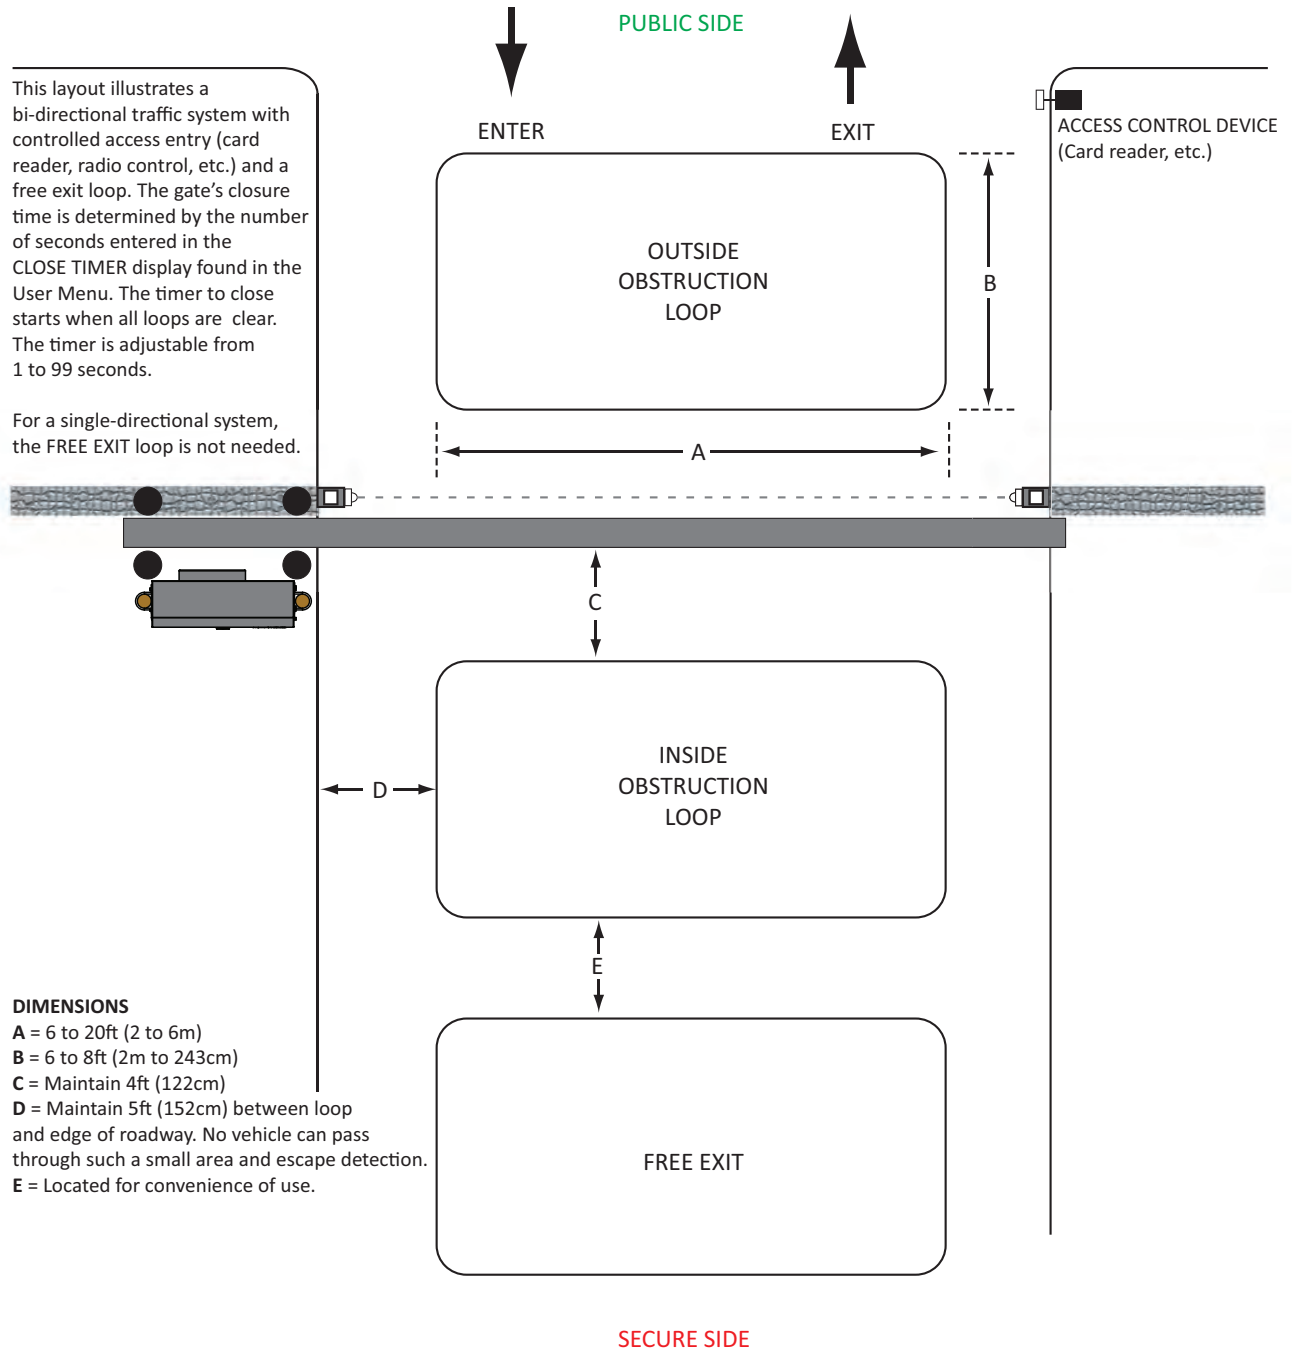 PUBLIC SIDE
This layout illustrates a
bi-directional traffic system with
controlled access entry (card
reader, radio control, etc.) and a
free exit loop. The gate's closure
time is determined by the number
of seconds entered in the
CLOSE TIMER display found in the
User Menu. The timer to close
starts when all loops are clear.
The timer is adjustable from
1 to 99 seconds.
For a single-directional system,
the FREE EXIT loop is not needed.
ENTER
EXIT
ACCESS CONTROL DEVICE
(Card reader, etc.)
OUTSIDE
OBSTRUCTION
LOOP
B
A
C
INSIDE
OBSTRUCTION
LOOP
D
E
DIMENSIONS
A = 6 to 20ft (2 to 6m)
B = 6 to 8ft (2m to 243cm)
C = Maintain 4ft (122cm)
D = Maintain 5ft (152cm) between loop
and edge of roadway. No vehicle can pass
through such a small area and escape detection.
E = Located for convenience of use.
FREE EXIT
SECURE SIDE